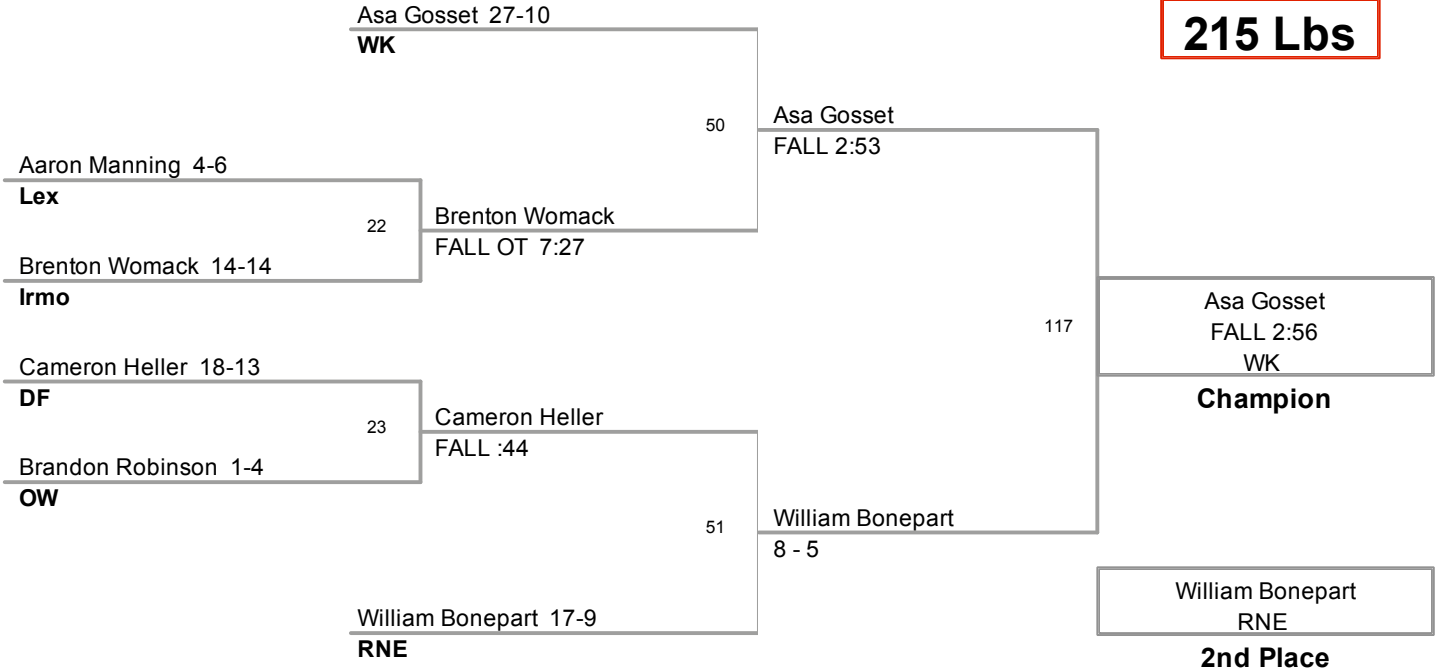 Asa Gosset 27-10
WK
215 Lbs
50
Asa Gosset
FALL 2:53
Aaron Manning 4-6
Lex
22
Brenton Womack
FALL OT 7:27
Brenton Womack 14-14
Irmo
117
Asa Gosset
FALL 2:56
WK
Champion
Cameron Heller 18-13
DF
23
Cameron Heller
FALL :44
Brandon Robinson 1-4
OW
51
William Bonepart
8 - 5
William Bonepart 17-9
RNE
William Bonepart
RNE
2nd Place